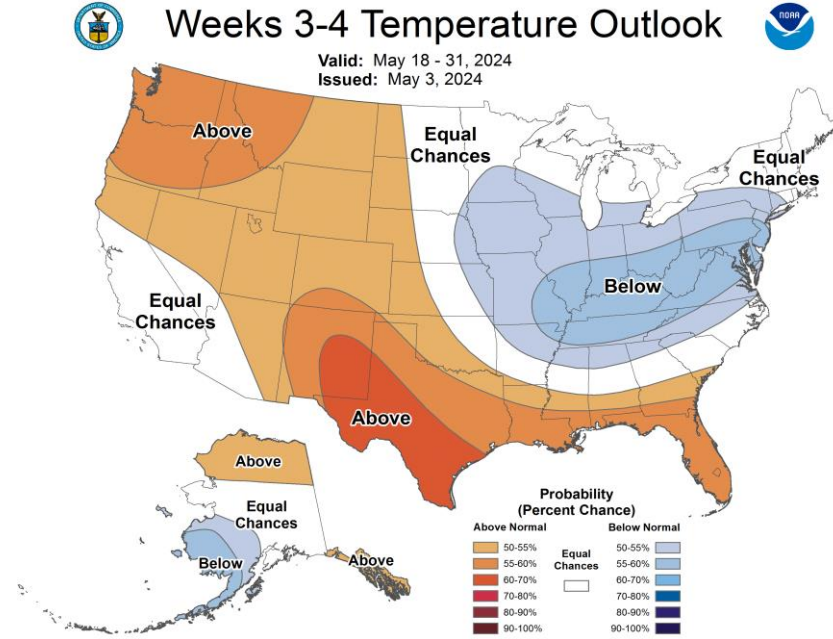 Weeks 3-4 Temperature Outlook
NOAA
Valid: May 18 - 31, 2024
Issued: May 3, 2024
Above
Equal
Chances
Equal
Chances
Equal
Chances
Below
Above
Above
Equal
Chances
Below
Above
Probability
(Percent Chance)
Above Normal
Below Normal
50-55%
55-60%
60-70%
70-80%
80-90%
90-100%
Equal
Chances
50-55%
55-60%
60-70%
70-80%
80-90%
90-100%